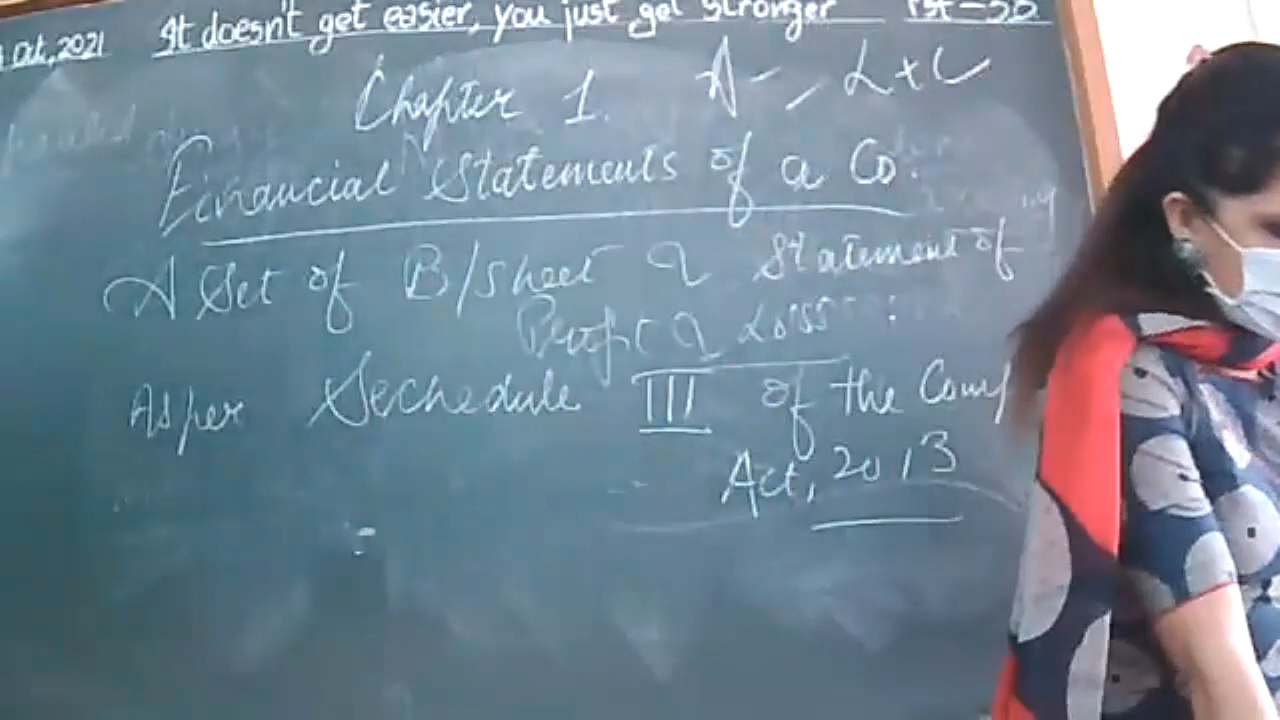 Oct, 2021 It doesn't get easier, you just get stronger
Chapter 1. A = L + C
Financial Statements of a Co.
A Set of B/Sheet & Statement of
Profit & Loss
As per Sechedule III of the Comp
Act, 2013